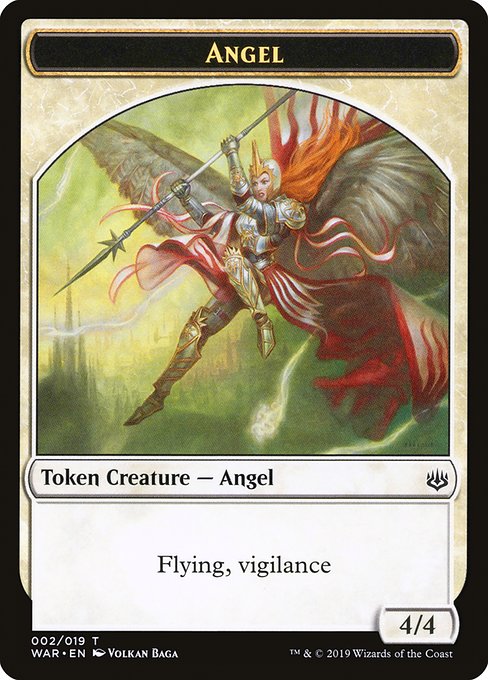 ANGEL
Token Creature — Angel
Flying, vigilance
4/4
002/019 T
WAR • EN VOLKAN BAGA
™ & © 2019 Wizards of the Coast